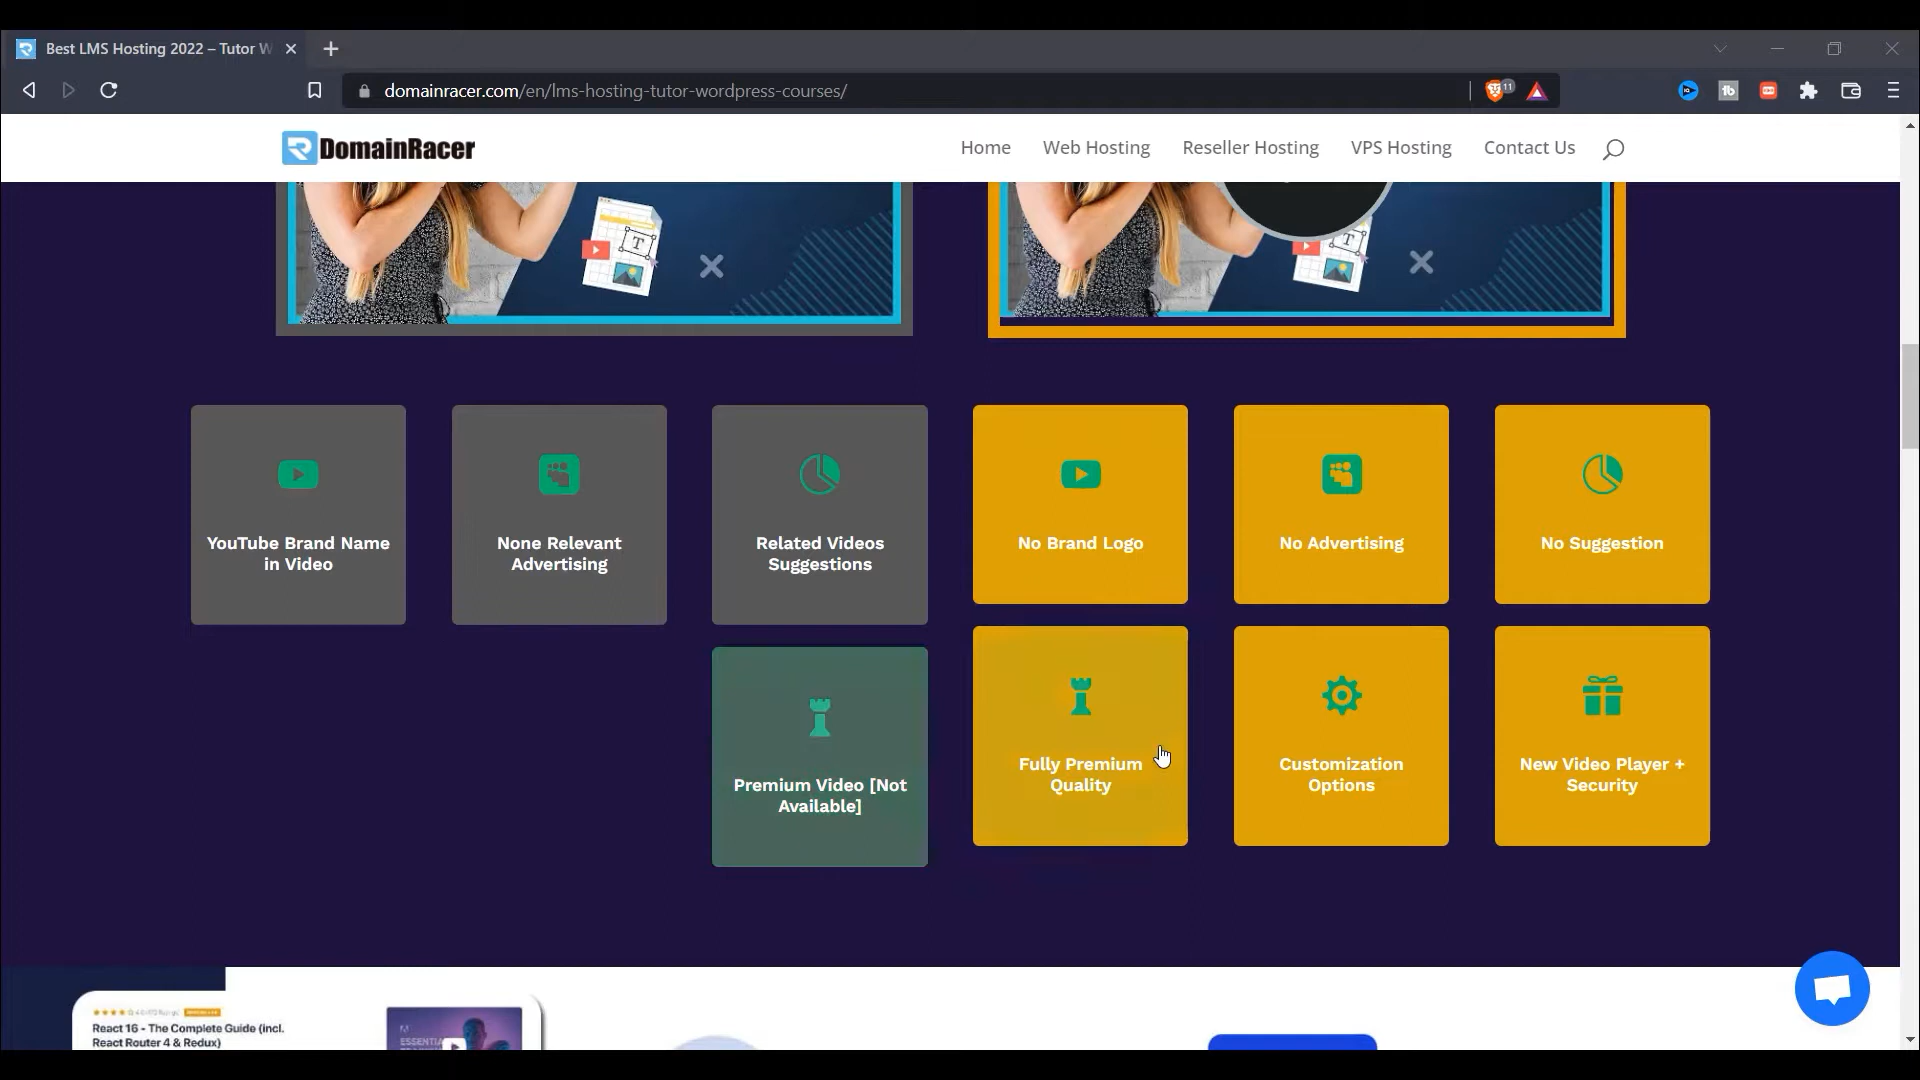 Best LMS Hosting 2022 – Tutor W
domainracer.com/en/lms-hosting-tutor-wordpress-courses/
11
DomainRacer
Home
Web Hosting
Reseller Hosting
VPS Hosting
Contact Us
T
T
YouTube Brand Name
in Video
None Relevant
Advertising
Related Videos
Suggestions
No Brand Logo
No Advertising
No Suggestion
Premium Video [Not
Available]
Fully Premium
Quality
Customization
Options
New Video Player +
Security
React 16 - The Complete Guide (incl.
React Router 4 & Redux)